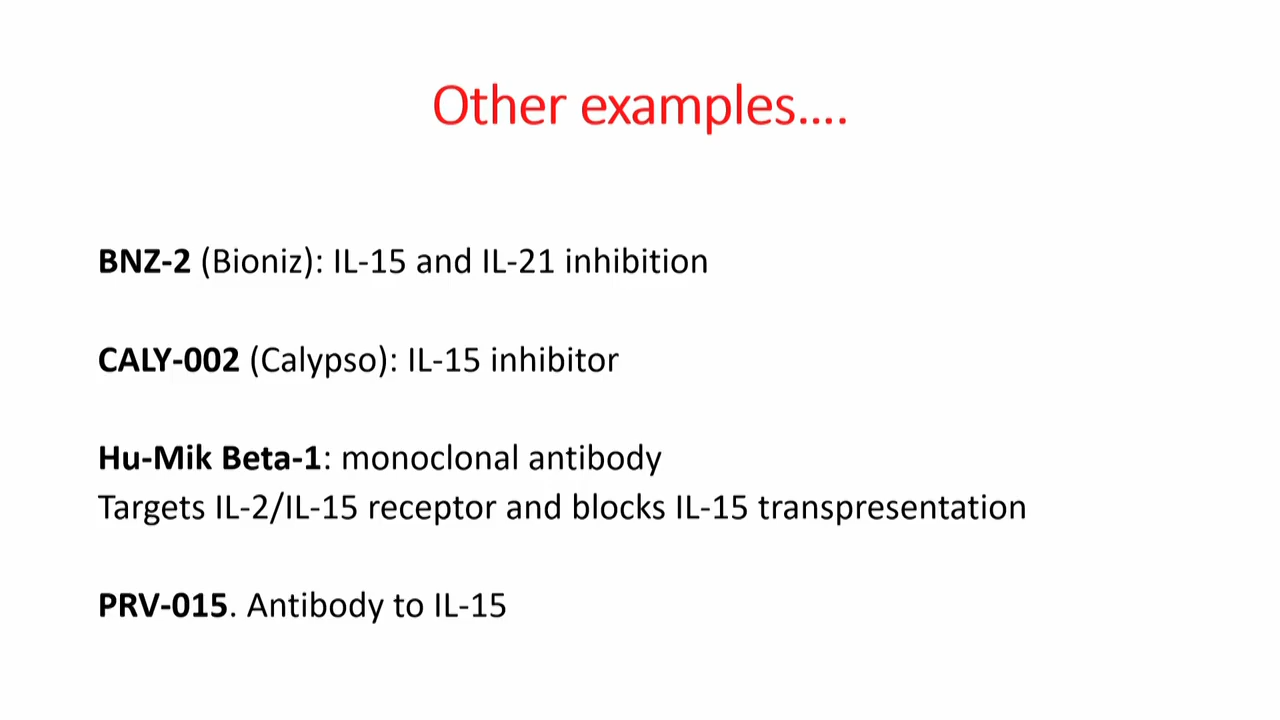 Other examples....
BNZ-2 (Bioniz): IL-15 and IL-21 inhibition
CALY-002 (Calypso): IL-15 inhibitor
Hu-Mik Beta-1: monoclonal antibody
Targets IL-2/IL-15 receptor and blocks IL-15 transpresentation
PRV-015. Antibody to IL-15